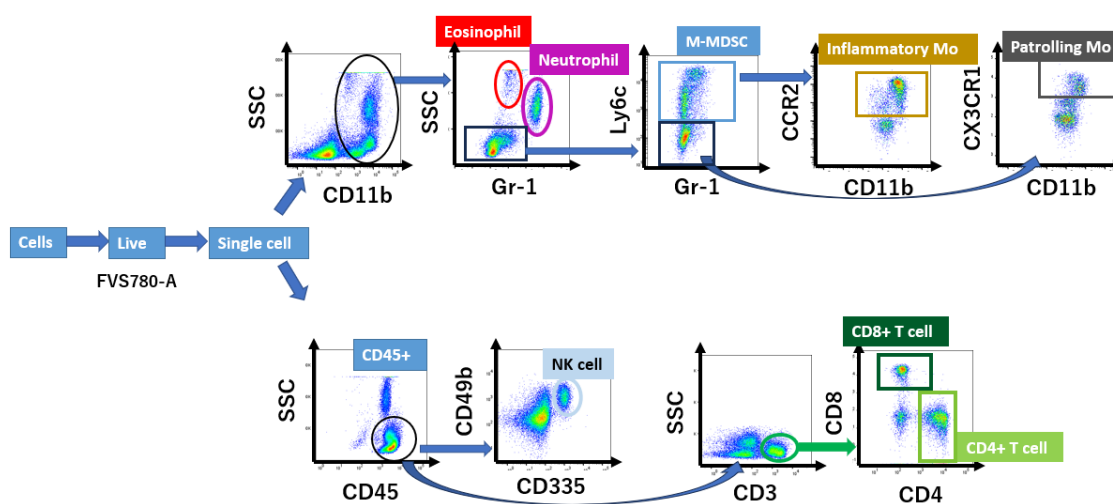 Eosinophil
Neutrophil
M-MDSC
Inflammatory Mo
Patrolling Mo
SSC
CD11b
SSC
Gr-1
Ly6c
Gr-1
CCR2
CD11b
CX3CR1
CD11b
Cells
Live
Single cell
FVS780-A
CD45+
SSC
CD45
NK cell
CD49b
CD335
SSC
CD3
CD8+ T cell
CD8
CD4+ T cell
CD4